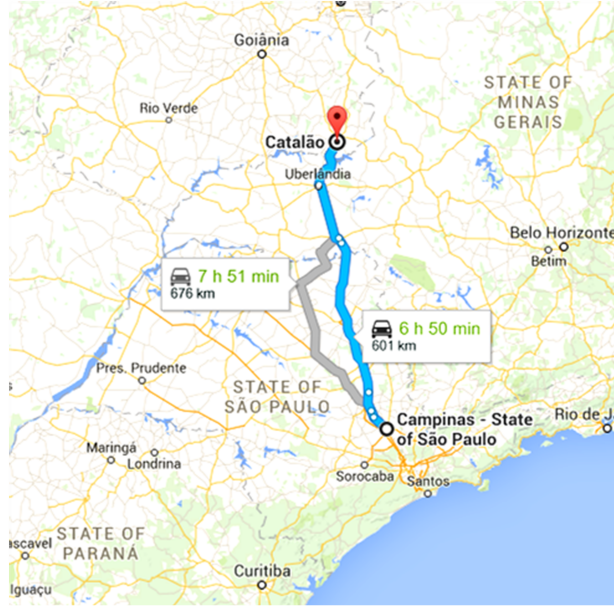 Goiânia
STATE OF
MINAS
GERAIS
Rio Verde
Catalão
Uberlândia
Belo Horizonte
Betim
7 h 51 min
676 km
6 h 50 min
601 km
Pres. Prudente
STATE OF
SÃO PAULO
Campinas - State
of São Paulo
Rio de J
Maringá
Londrina
Sorocaba
Santos
STATE OF
PARANÁ
ascavel
Iguaçu
Curitiba